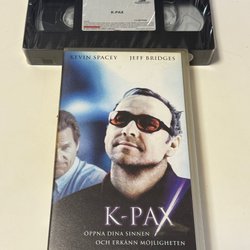 K-PAX
KEVIN SPACEY JEFF BRIDGES
K-PAX
ÖPPNA DINA SINNEN
OCH ERKÄNN MÖJLIGHETEN